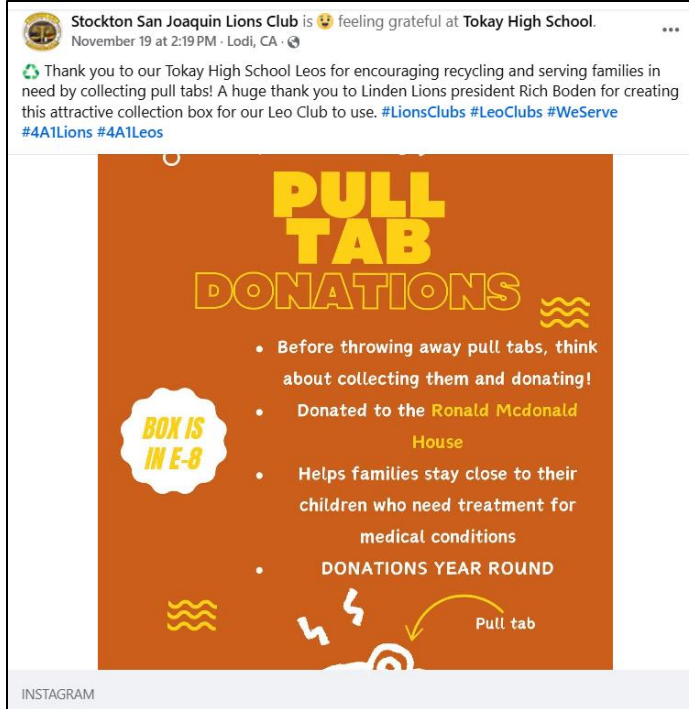 Stockton San Joaquin Lions Club is 😉 feeling grateful at Tokay High School.
November 19 at 2:19 PM · Lodi, CA ·
♻ Thank you to our Tokay High School Leos for encouraging recycling and serving families in
need by collecting pull tabs! A huge thank you to Linden Lions president Rich Boden for creating
this attractive collection box for our Leo Club to use. #LionsClubs #LeoClubs #WeServe
#4A1Lions #4A1Leos
PULL
TAB
DONATIONS
• Before throwing away pull tabs, think
about collecting them and donating!
• Donated to the Ronald Mcdonald
House
BOX IS
IN E-8
• Helps families stay close to their
children who need treatment for
medical conditions
• DONATIONS YEAR ROUND
Pull tab
INSTAGRAM